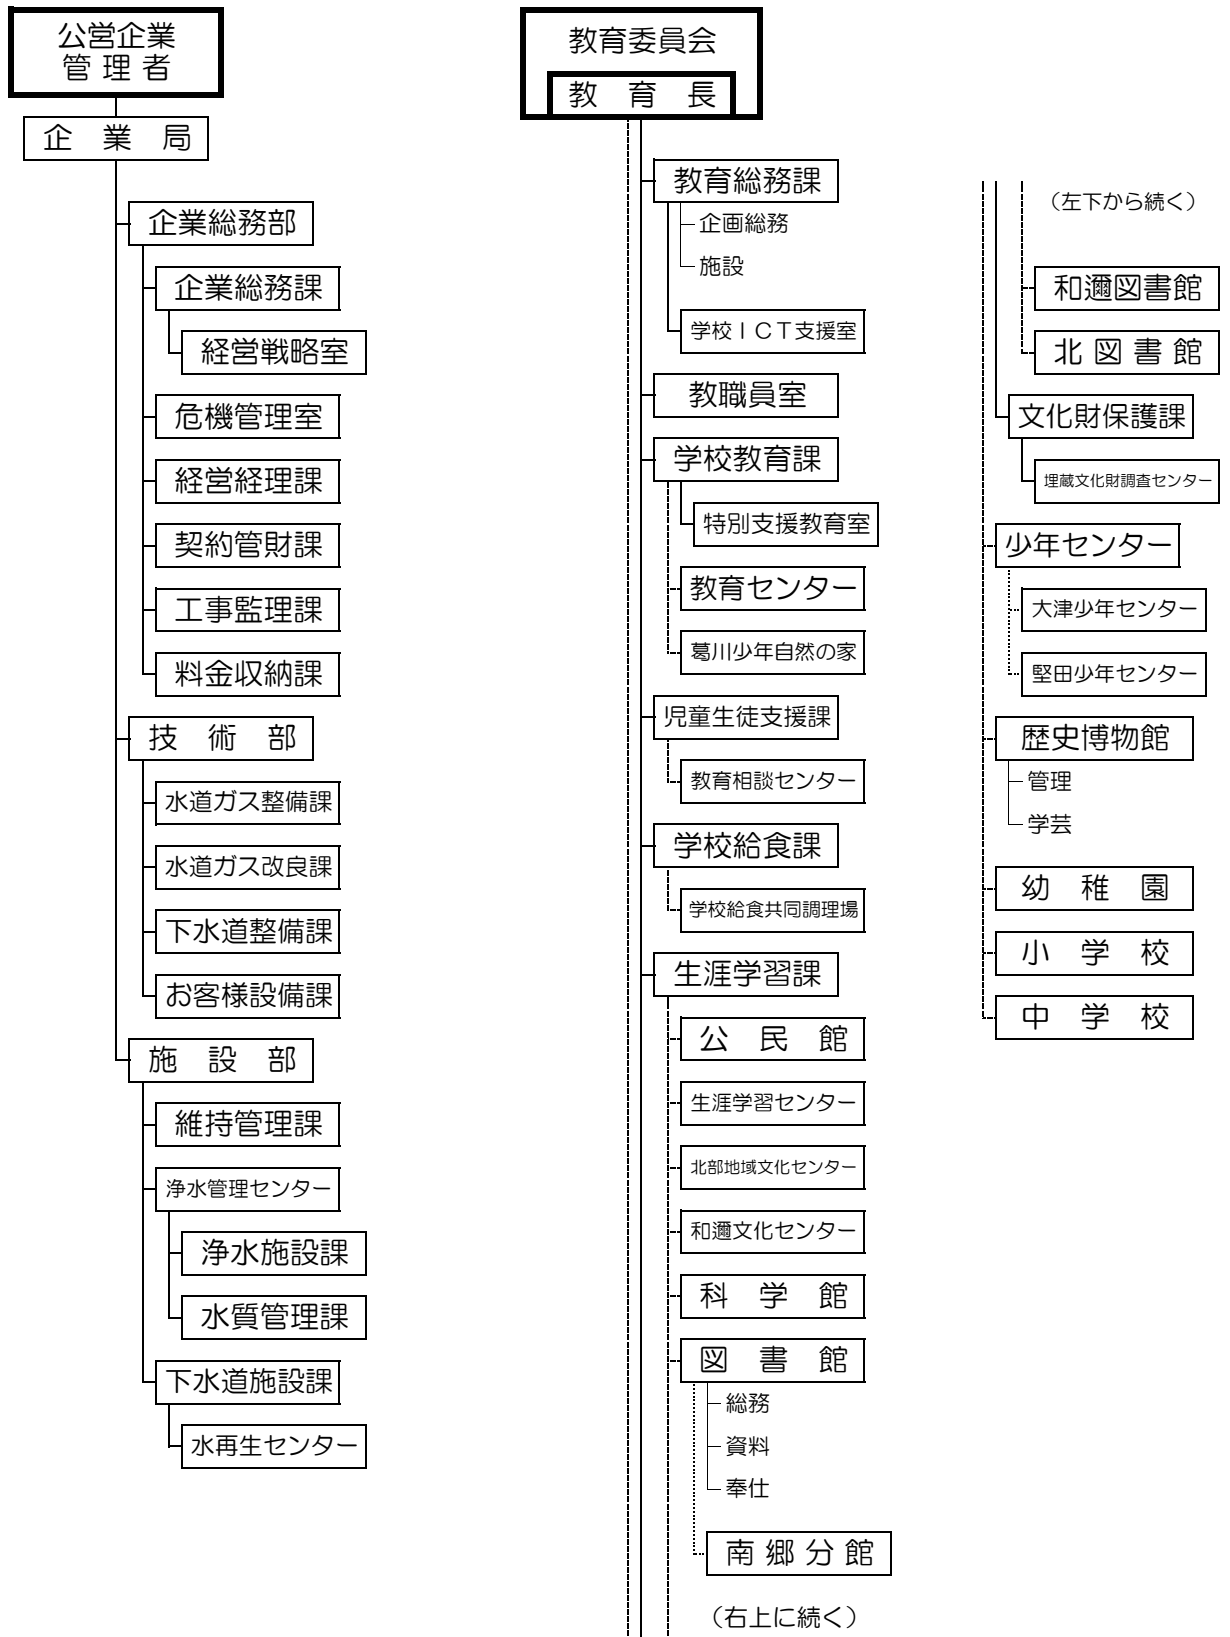 公営企業
管理者
企業局
企業総務部
企業総務課
経営戦略室
危機管理室
経営経理課
契約管財課
工事監理課
料金収納課
技術部
水道ガス整備課
水道ガス改良課
下水道整備課
お客様設備課
施設部
維持管理課
浄水管理センター
浄水施設課
水質管理課
下水道施設課
水再生センター
教育委員会
教育長
教育総務課
企画総務
施設
学校ＩＣＴ支援室
教職員室
学校教育課
特別支援教育室
教育センター
葛川少年自然の家
児童生徒支援課
教育相談センター
学校給食課
学校給食共同調理場
生涯学習課
公民館
生涯学習センター
北部地域文化センター
和邇文化センター
科学館
図書館
総務
資料
奉仕
南郷分館
（右上に続く）
（左下から続く）
和邇図書館
北図書館
文化財保護課
埋蔵文化財調査センター
少年センター
大津少年センター
堅田少年センター
歴史博物館
管理
学芸
幼稚園
小学校
中学校